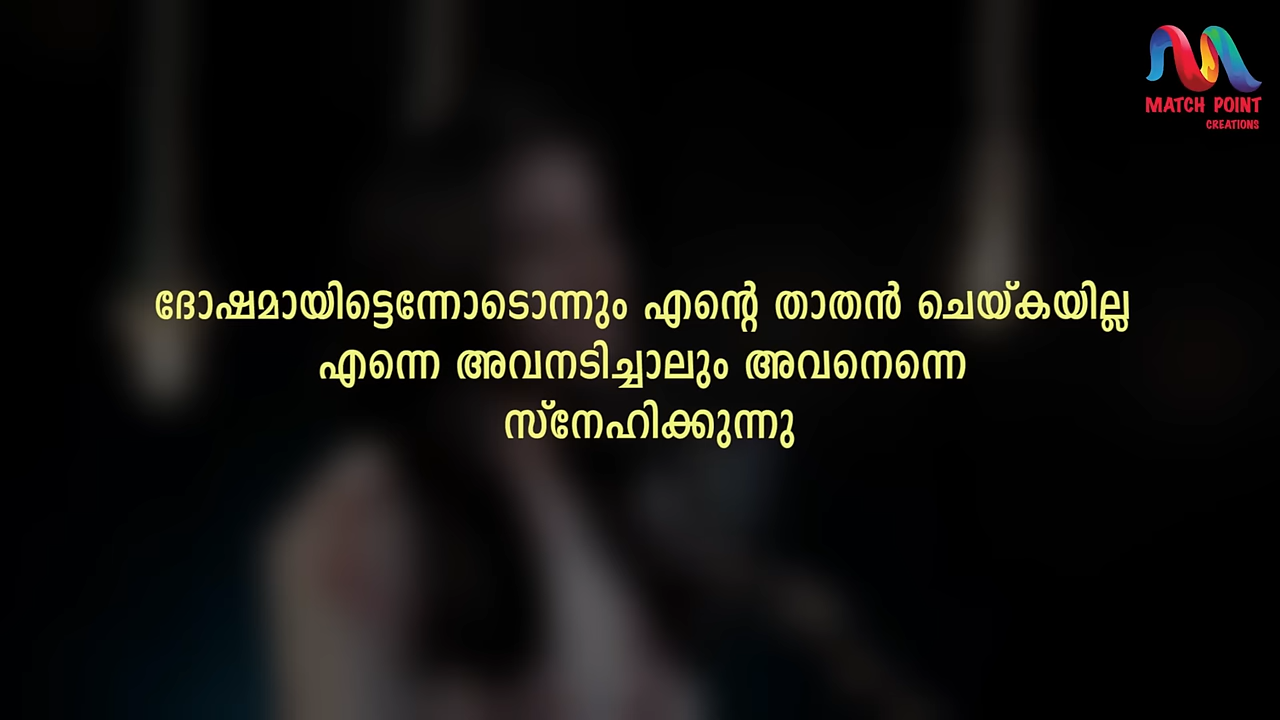 MATCH POINT
CREATIONS
ദോഷമായിട്ടെന്നോടൊന്നും എന്റെ താതൻ ചെയ്കയില്ല
എന്നെ അവനടിച്ചാലും അവനെന്നെ
സ്നേഹിക്കുന്നു